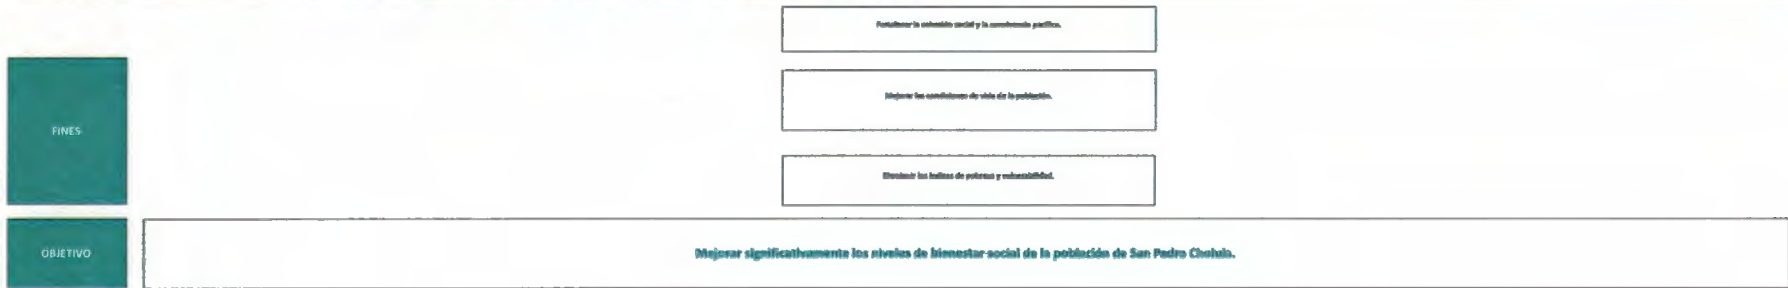 Fortalecer la cohesión social y la convivencia pacífica.
Mejorar las condiciones de vida de la población.
FINES
Disminuir los índices de pobreza y vulnerabilidad.
OBJETIVO
Mejorar significativamente los niveles de bienestar social de la población de San Pedro Cholula.